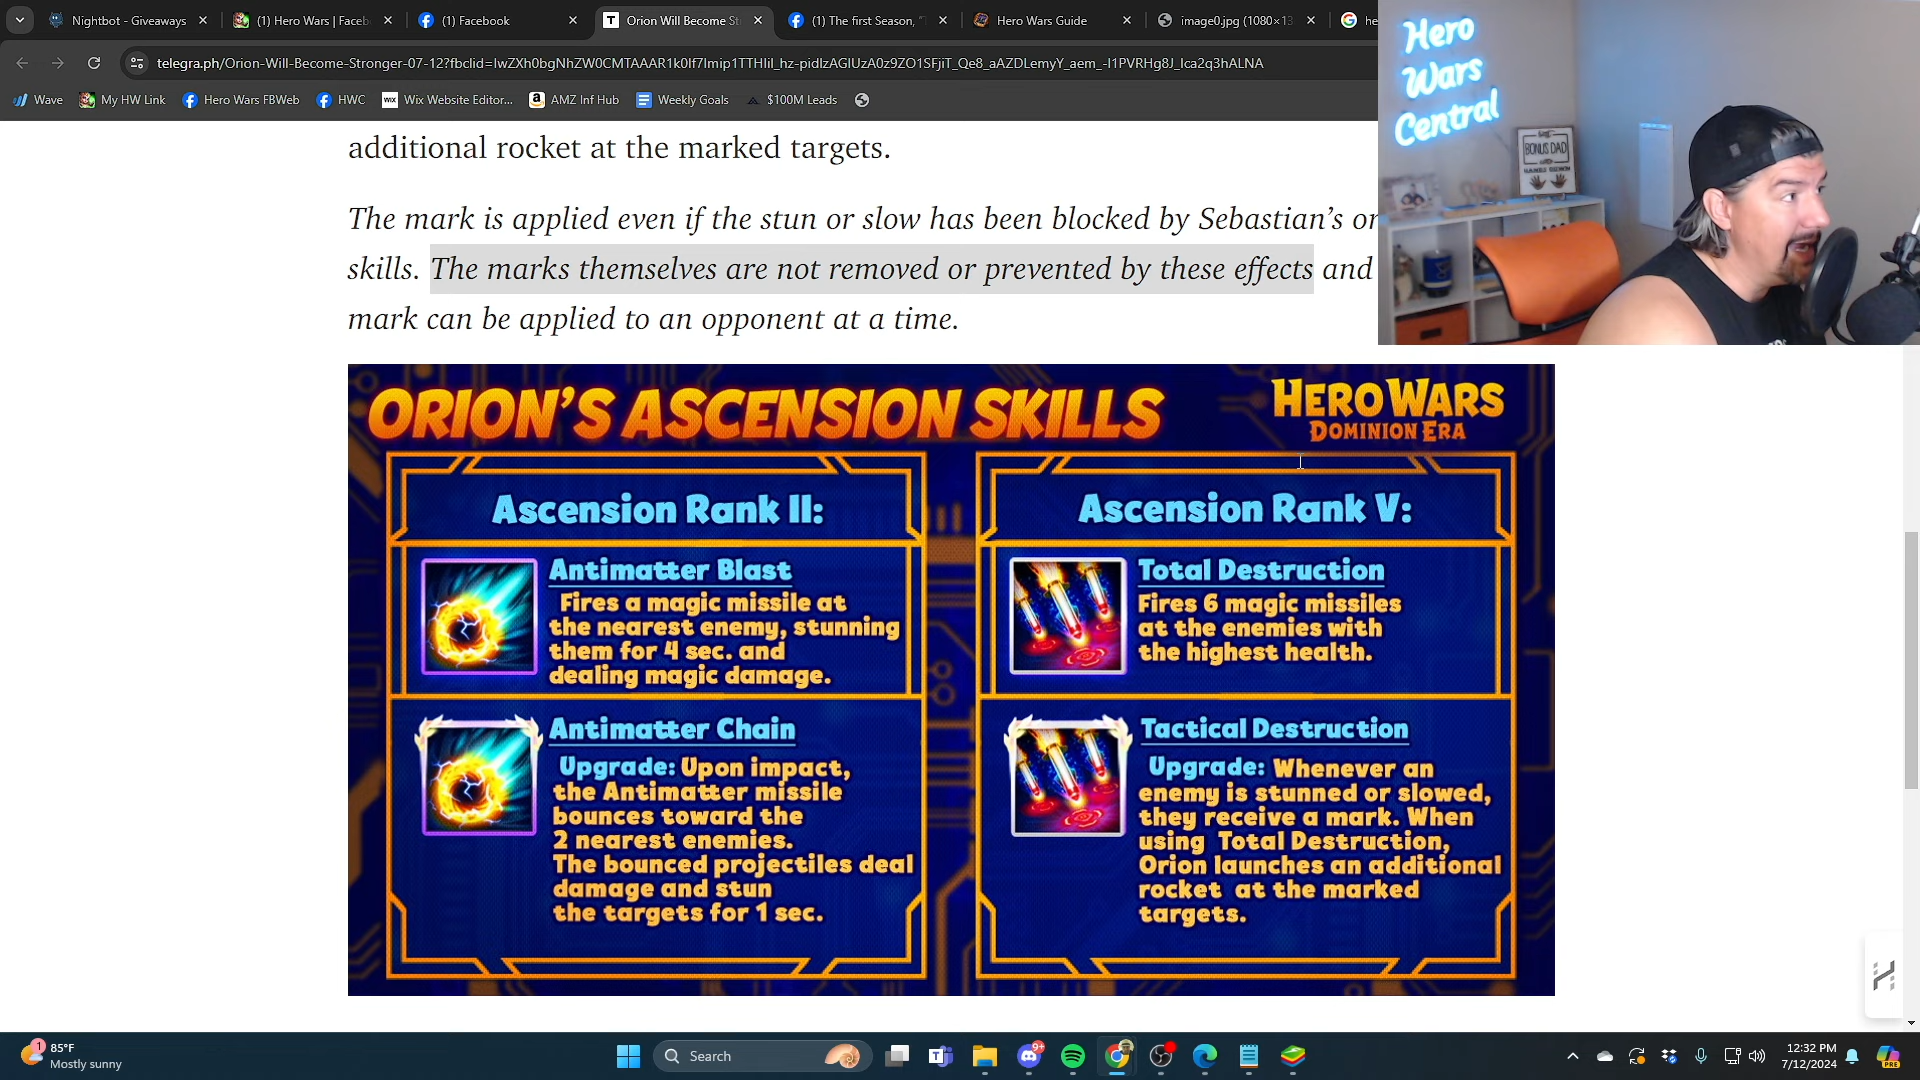 Nightbot - Giveaways
(1) Hero Wars | Faceb
(1) Facebook
Orion Will Become St
(1) The first Season, "T
Hero Wars Guide
image0.jpg (1080×13
he
telegra.ph/Orion-Will-Become-Stronger-07-12?fbclid=IwZXh0bgNhZW0CMTAAAR1k0If7Imip1TTHIiI_hz-pidIzAGIUzA0z9ZO1SFjiT_Qe8_aAZDLemyY_aem_-I1PVRHg8J_Ica2q3hALNA
Wave
My HW Link
Hero Wars FBWeb
HWC
WIX
Wix Website Editor...
AMZ Inf Hub
Weekly Goals
$100M Leads
Hero
Wars
Central
BONUS DAD
additional rocket at the marked targets.
The mark is applied even if the stun or slow has been blocked by Sebastian's or
skills. The marks themselves are not removed or prevented by these effects and
mark can be applied to an opponent at a time.
ORION'S ASCENSION SKILLS
HERO WARS
DOMINION ERA
Ascension Rank II:
Antimatter Blast
Fires a magic missile at
the nearest enemy, stunning
them for 4 sec. and
dealing magic damage.
Antimatter Chain
Upgrade: Upon impact,
the Antimatter missile
bounces toward the
2 nearest enemies.
The bounced projectiles deal
damage and stun
the targets for 1 sec.
Ascension Rank V:
Total Destruction
Fires 6 magic missiles
at the enemies with
the highest health.
Tactical Destruction
Upgrade: Whenever an
enemy is stunned or slowed,
they receive a mark. When
using Total Destruction,
Orion launches an additional
rocket at the marked
targets.
1
85°F
Mostly sunny
Search
9+
12:32 PM
7/12/2024
PRE